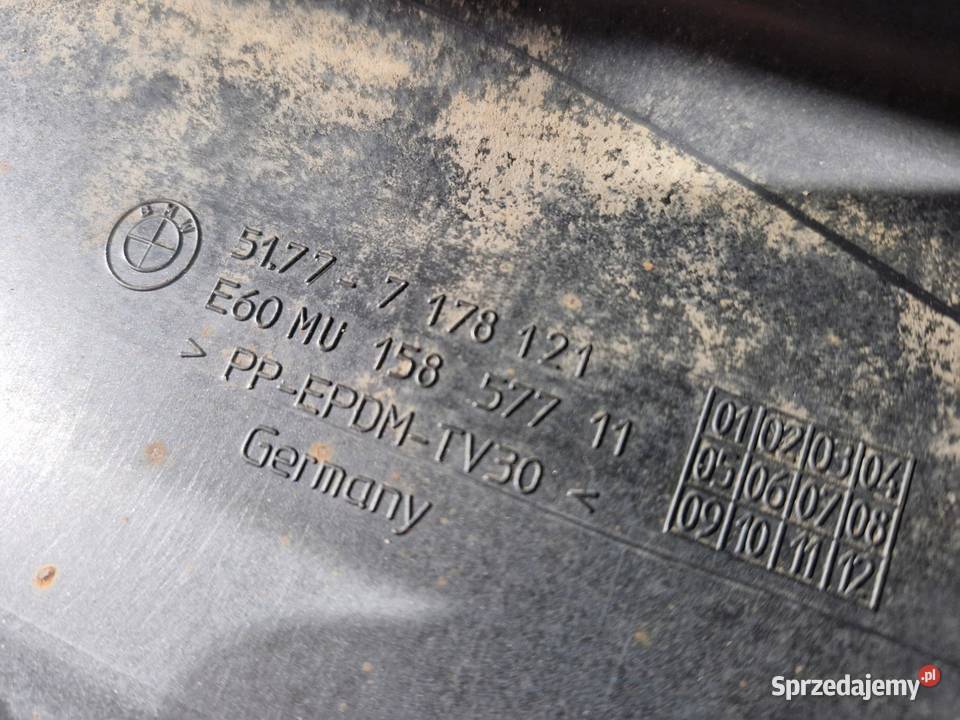 BMW
51.77 - 7 178 121
E60 MU 158 577 11
> PP-EPDM-TV30 <
Germany
01 02 03 04
05 06 07 08
09 10 11 12
Sprzedajemy.pl